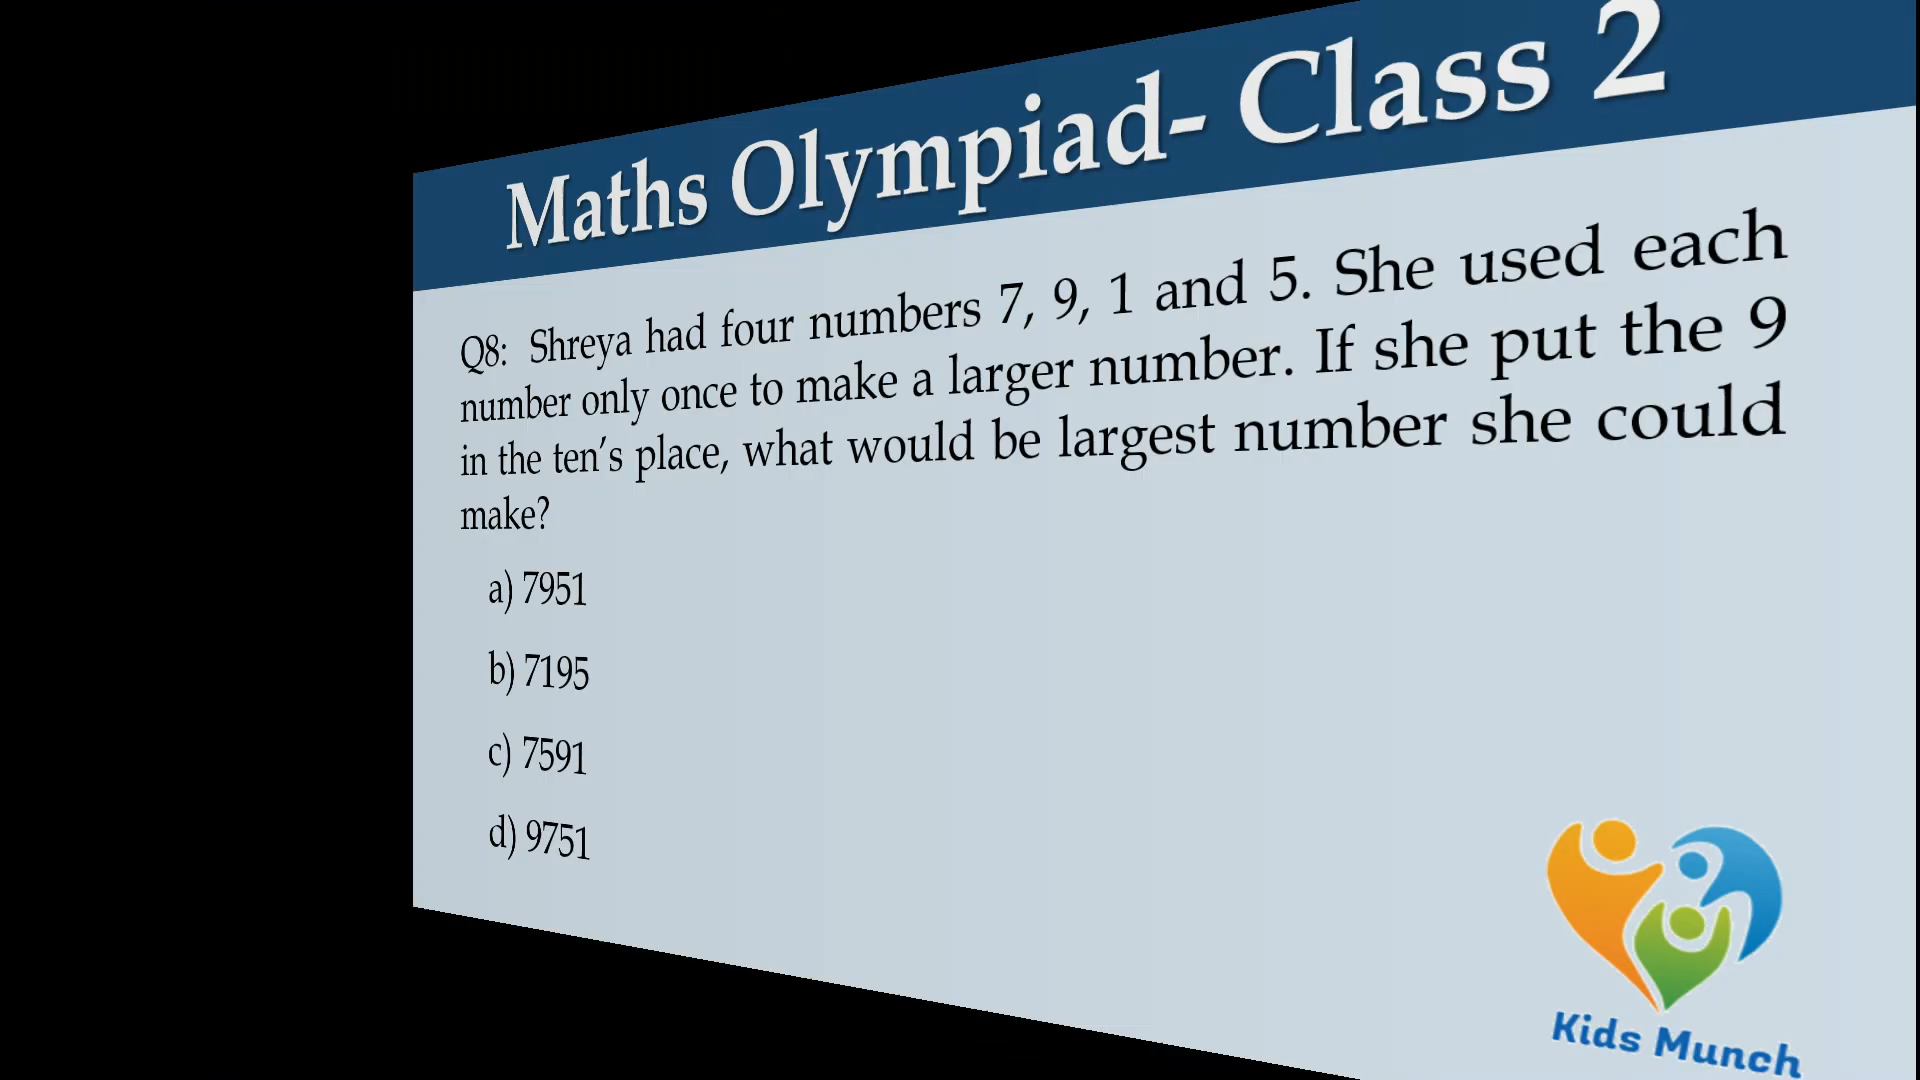 Maths Olympiad- Class 2
Q8: Shreya had four numbers 7, 9, 1 and 5. She used each
number only once to make a larger number. If she put the 9
in the ten’s place, what would be largest number she could
make?
a) 7951
b) 7195
c) 7591
d) 9751
Kids Munch